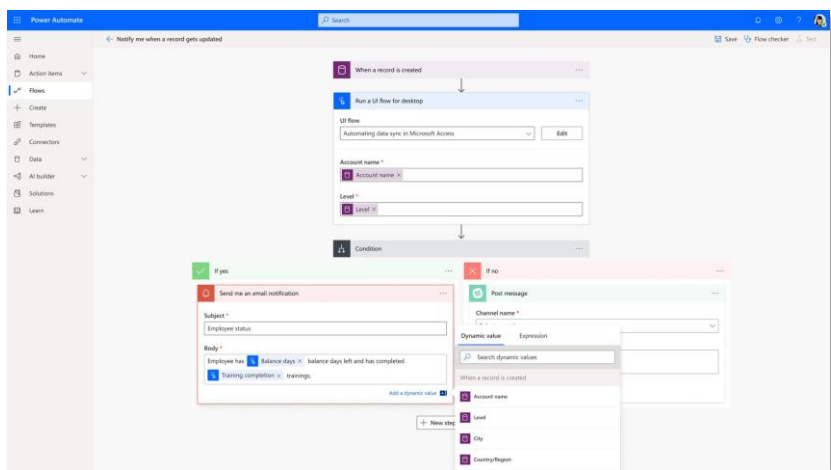 Power Automate
Search
Notify me when a record gets updated
Save
Flow checker
Test
Home
Action items
Flows
Create
Templates
Connectors
Data
AI builder
Solutions
Learn
When a record is created
Run a UI flow for desktop
UI flow
Automating data sync in Microsoft Access
Edit
Account name *
Account name ×
Level *
Level ×
Condition
If yes
If no
Send me an email notification
Post message
Subject *
Employee status
Channel name *
Body *
Employee has Balance days × balance days left and has completed
Training completion × trainings.
Add a dynamic value
Dynamic value
Expression
Search dynamic values
When a record is created
Account name
Level
City
Country/Region
+ New step